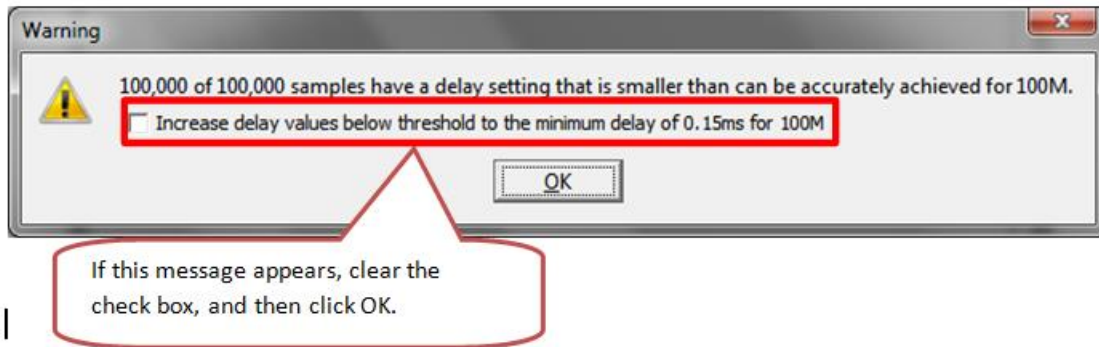 Warning
100,000 of 100,000 samples have a delay setting that is smaller than can be accurately achieved for 100M.
Increase delay values below threshold to the minimum delay of 0.15ms for 100M
OK
If this message appears, clear the
check box, and then click OK.